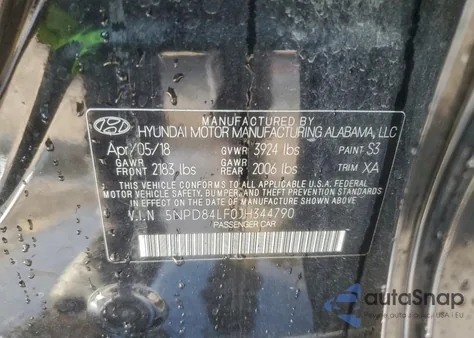 MANUFACTURED BY
HYUNDAI MOTOR MANUFACTURING ALABAMA, LLC
Apr/05/18 GVWR 3924 lbs PAINT S3
GAWR FRONT 2183 lbs GAWR REAR 2006 lbs TRIM XA
THIS VEHICLE CONFORMS TO ALL APPLICABLE U.S. FEDERAL
MOTOR VEHICLE SAFETY, BUMPER, AND THEFT PREVENTION
STANDARDS IN EFFECT ON THE DATE OF MANUFACTURE SHOWN ABOVE.
V.I.N 5NPD84LF0JH344790
PASSENGER CAR
autoSnap